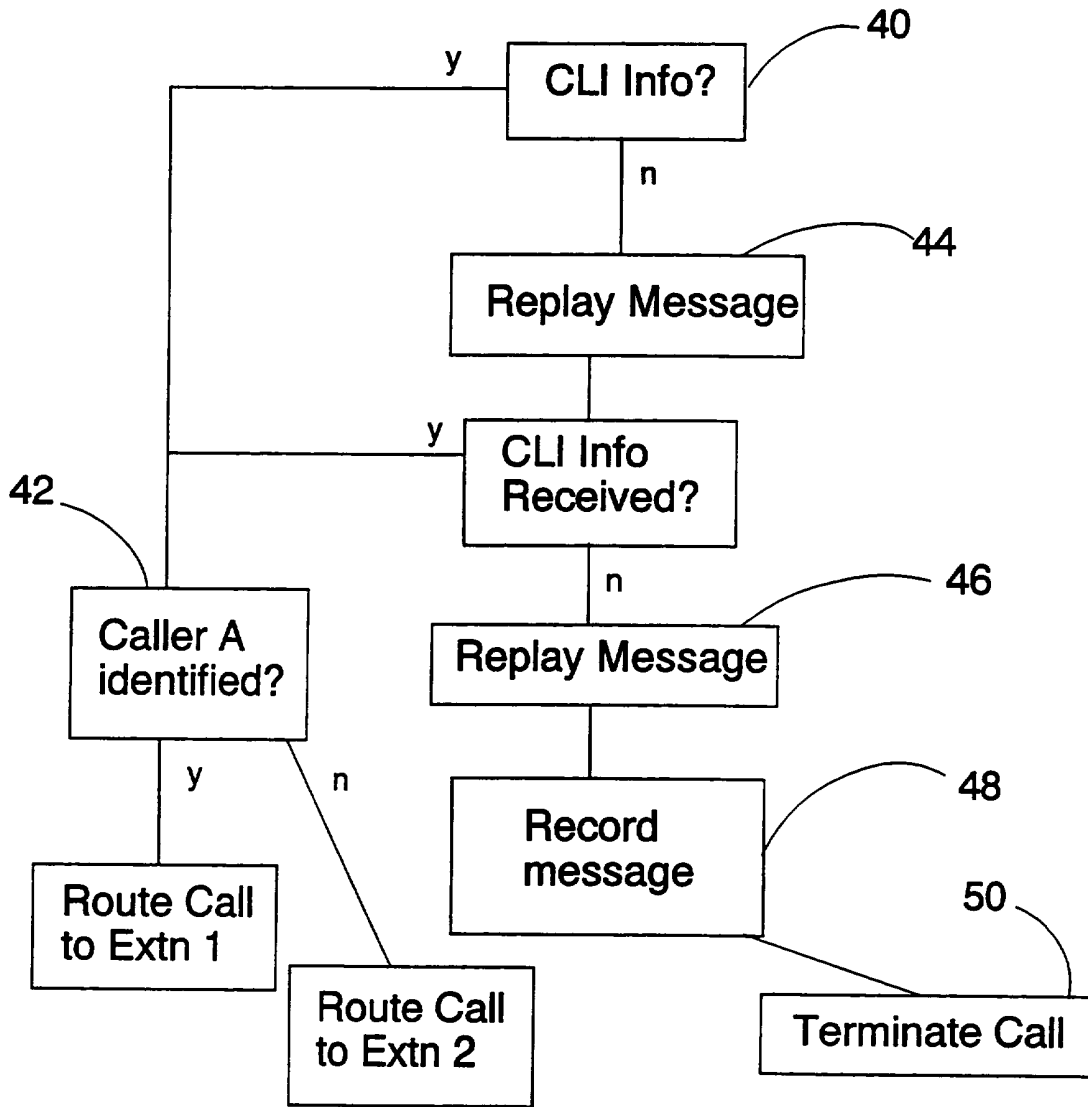 40
y
CLI Info?
n
44
Replay Message
y
CLI Info
Received?
42
n
46
Caller A
identified?
Replay Message
y
n
48
Record
message
Route Call
to Extn 1
50
Route Call
to Extn 2
Terminate Call